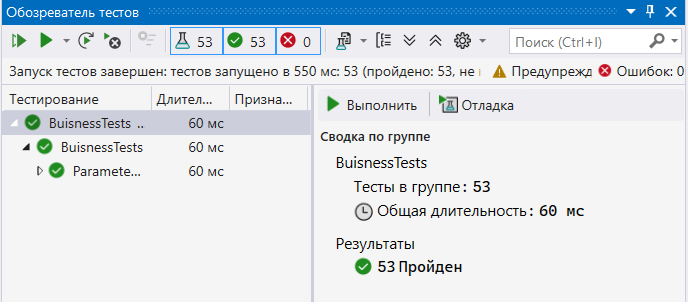 Обозреватель тестов
53 53 0
Поиск (Ctrl+I)
Запуск тестов завершен: тестов запущено в 550 мс: 53 (пройдено: 53, не Предупрежд Ошибок: 0
Тестирование Длител... Призна...
BuisnessTests .. 60 мс
BuisnessTests 60 мс
Paramete... 60 мс
Выполнить Отладка
Сводка по группе
BuisnessTests
Тесты в группе: 53
Общая длительность: 60 мс
Результаты
53 Пройден